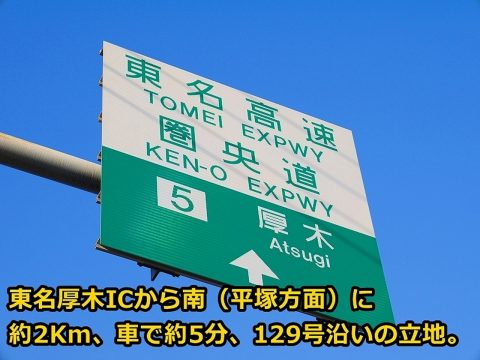 東名高速
TOMEI EXPWY
圏央道
KEN-O EXPWY
5 厚木
Atsugi
東名厚木ICから南（平塚方面）に
約2Km、車で約5分、129号沿いの立地。